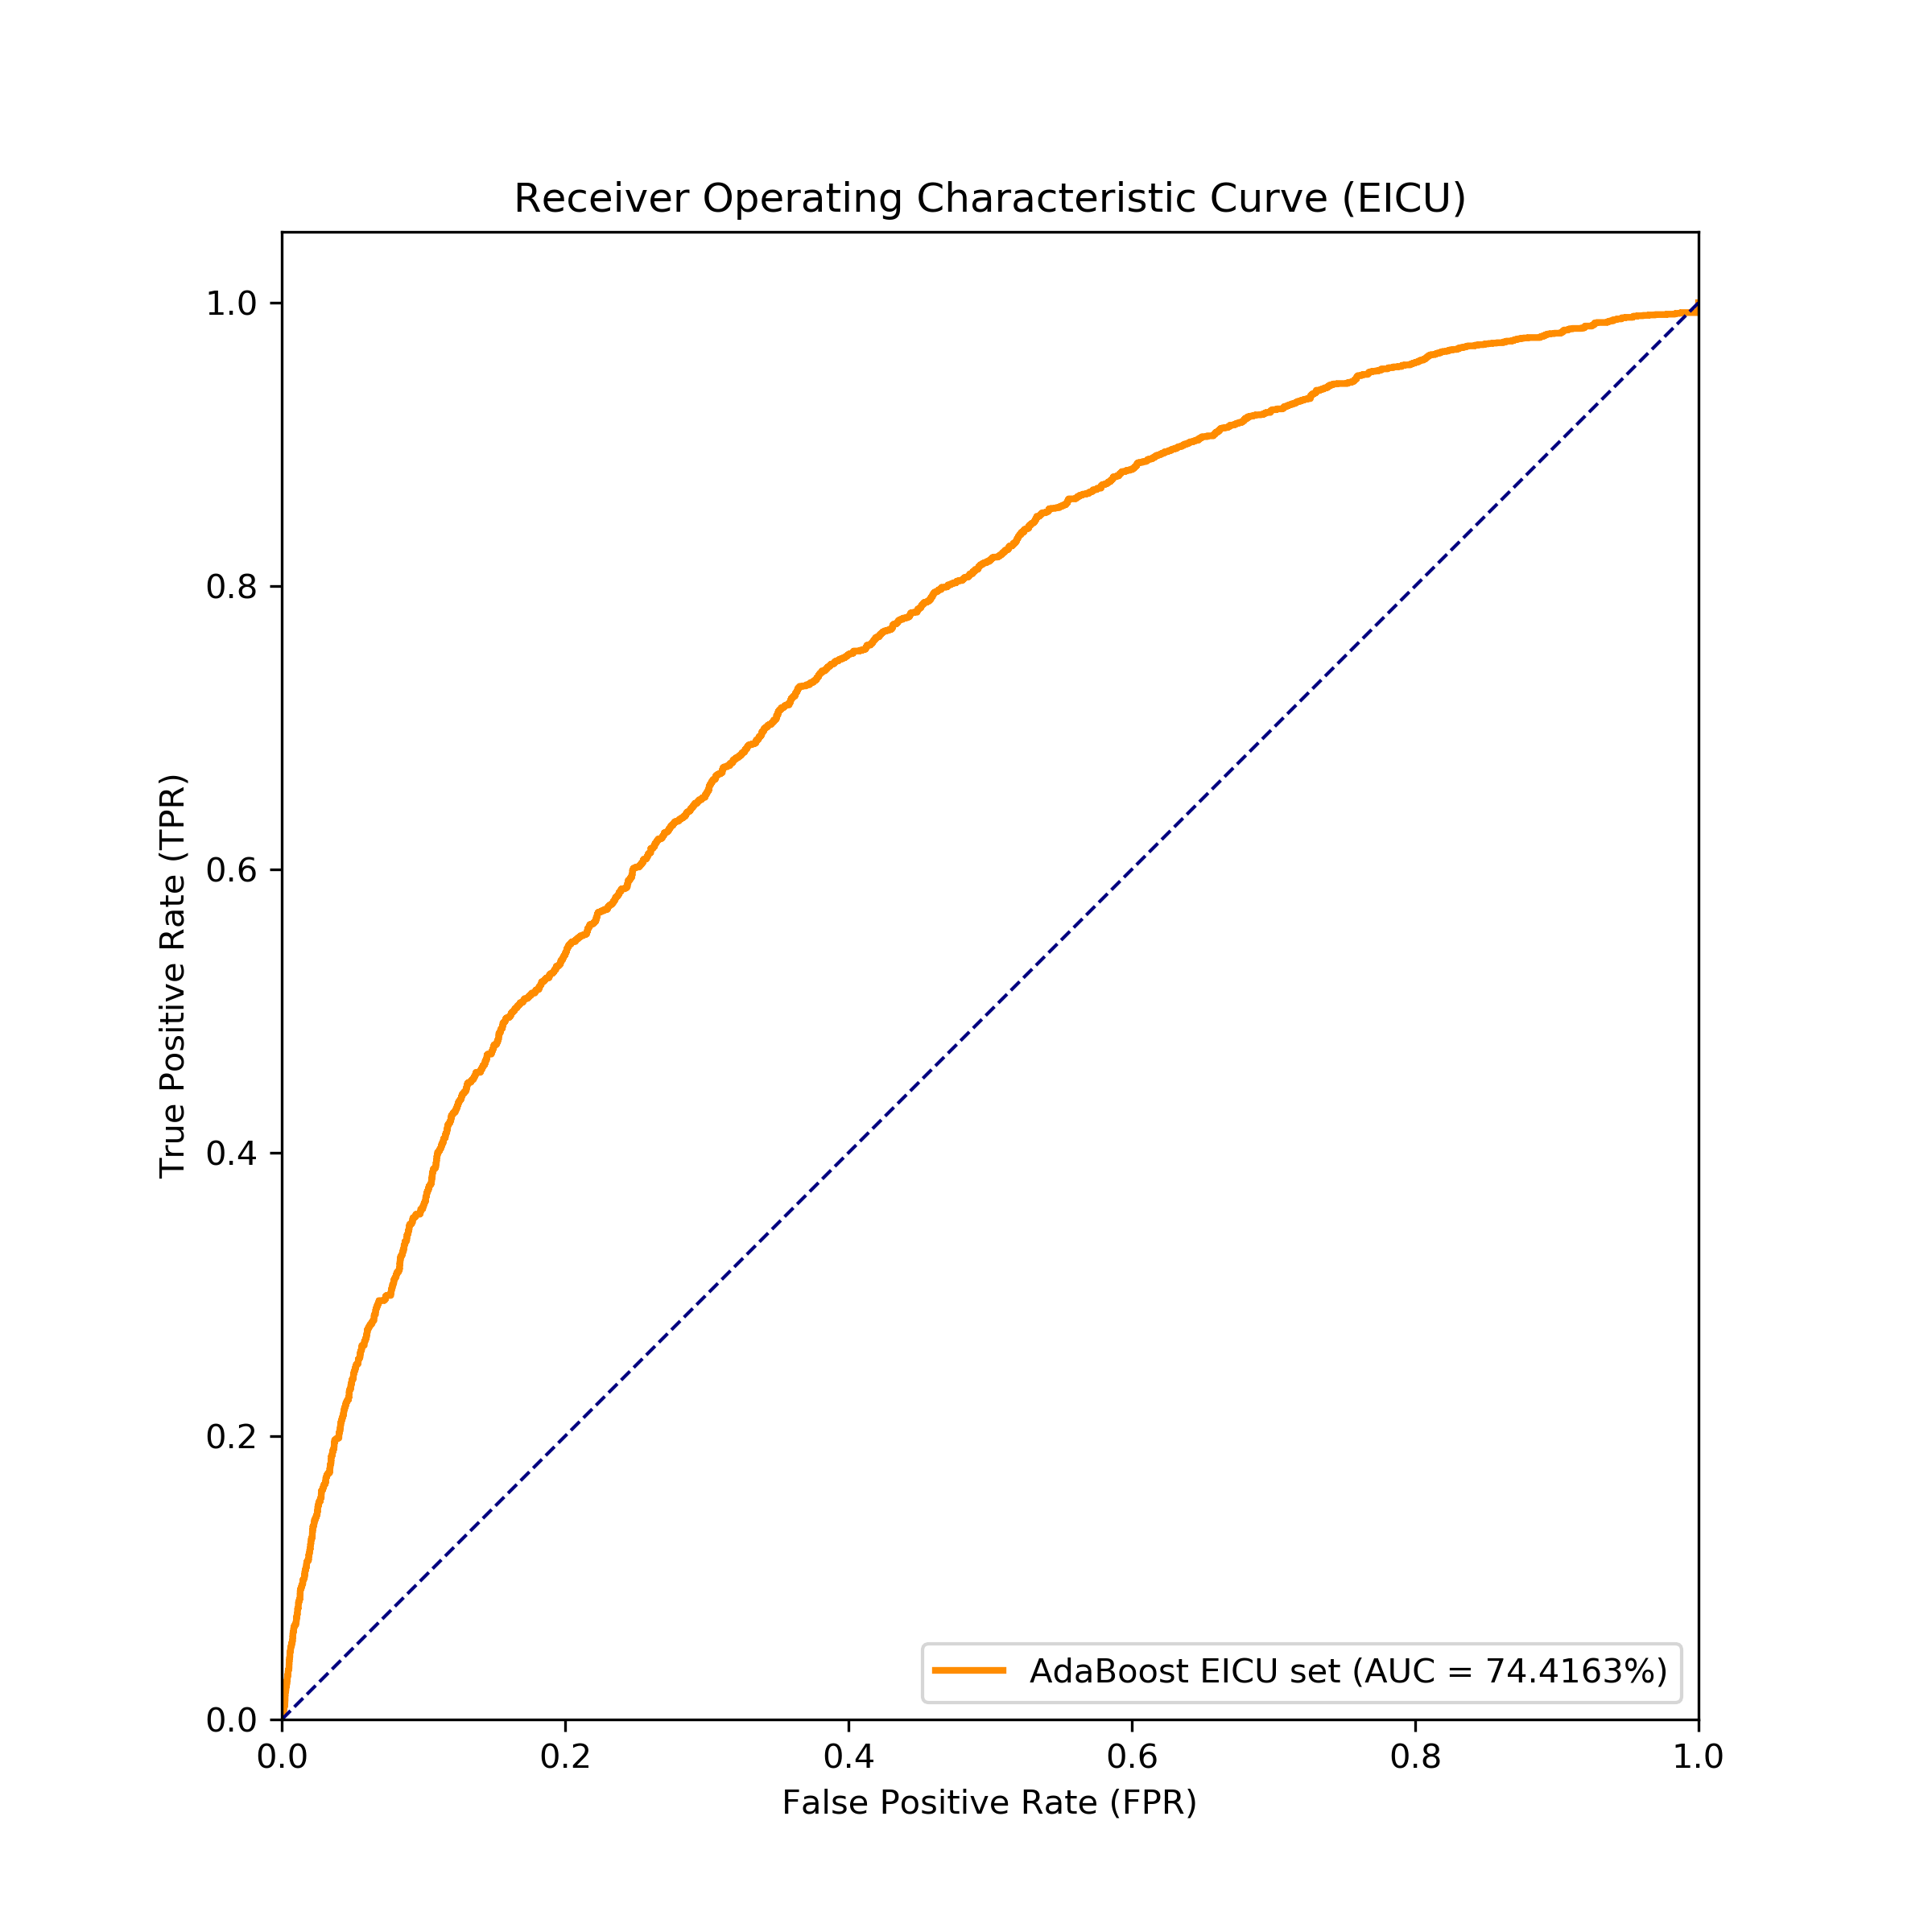 Receiver Operating Characteristic Curve (EICU)
True Positive Rate (TPR)
1.0
0.8
0.6
0.4
0.2
0.0
AdaBoost EICU set (AUC = 74.4163%)
0.0 0.2 0.4 0.6 0.8 1.0
False Positive Rate (FPR)